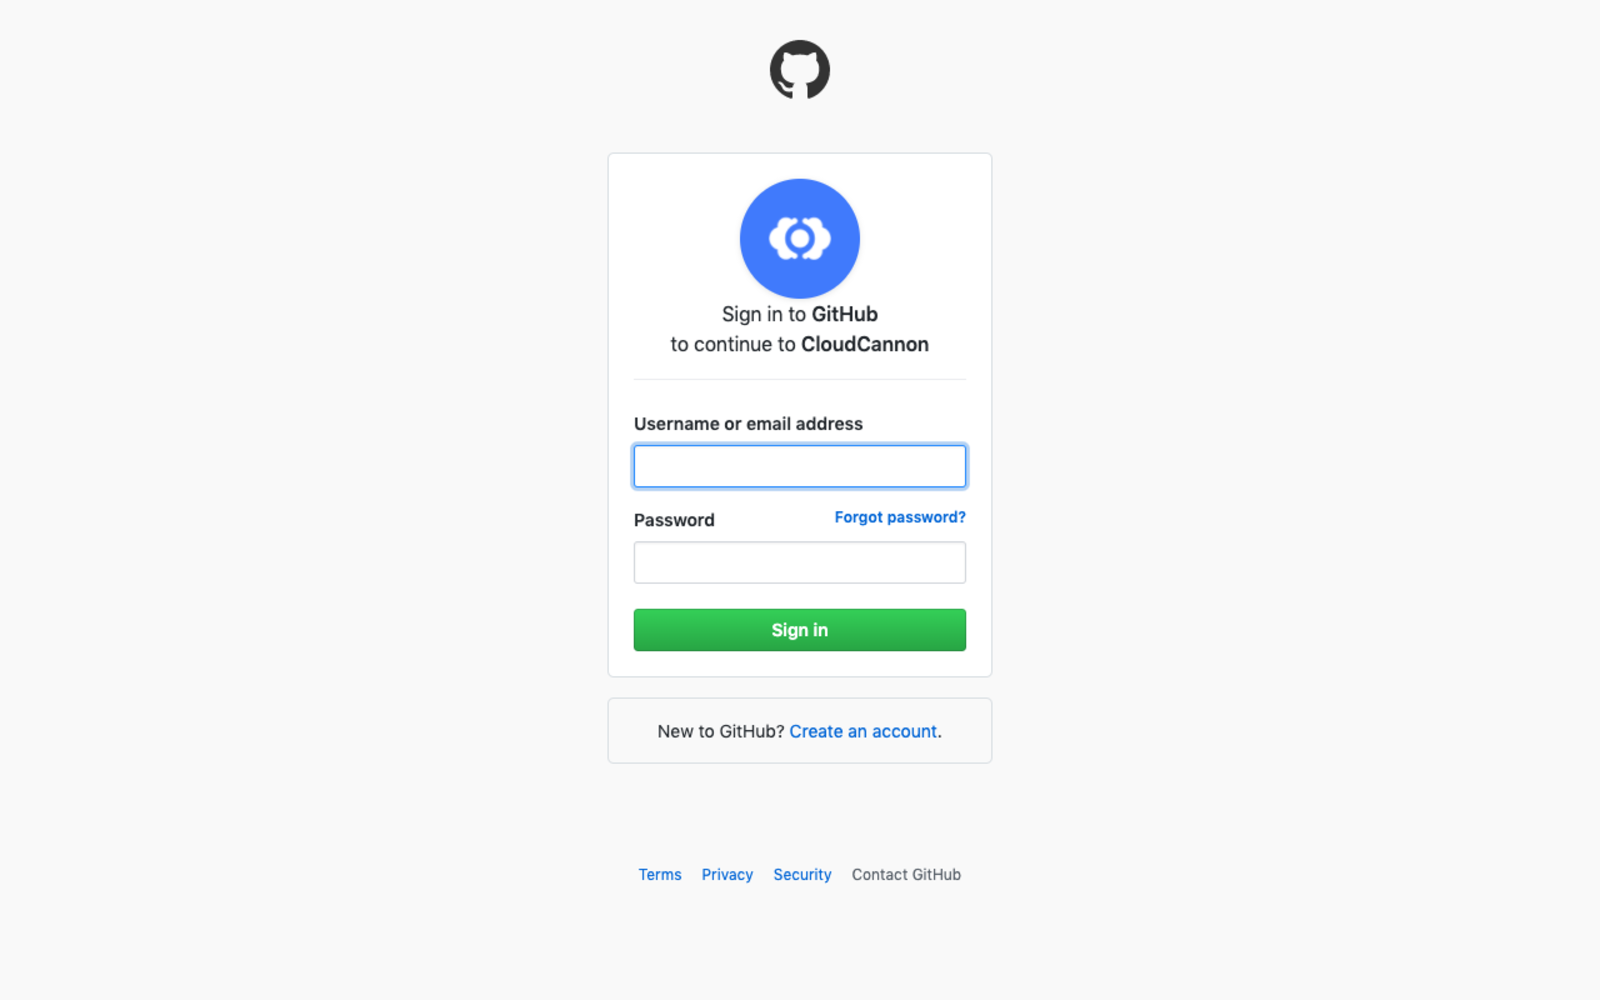 Sign in to GitHub
to continue to CloudCannon
Username or email address
Password
Forgot password?
Sign in
New to GitHub? Create an account.
Terms Privacy Security Contact GitHub